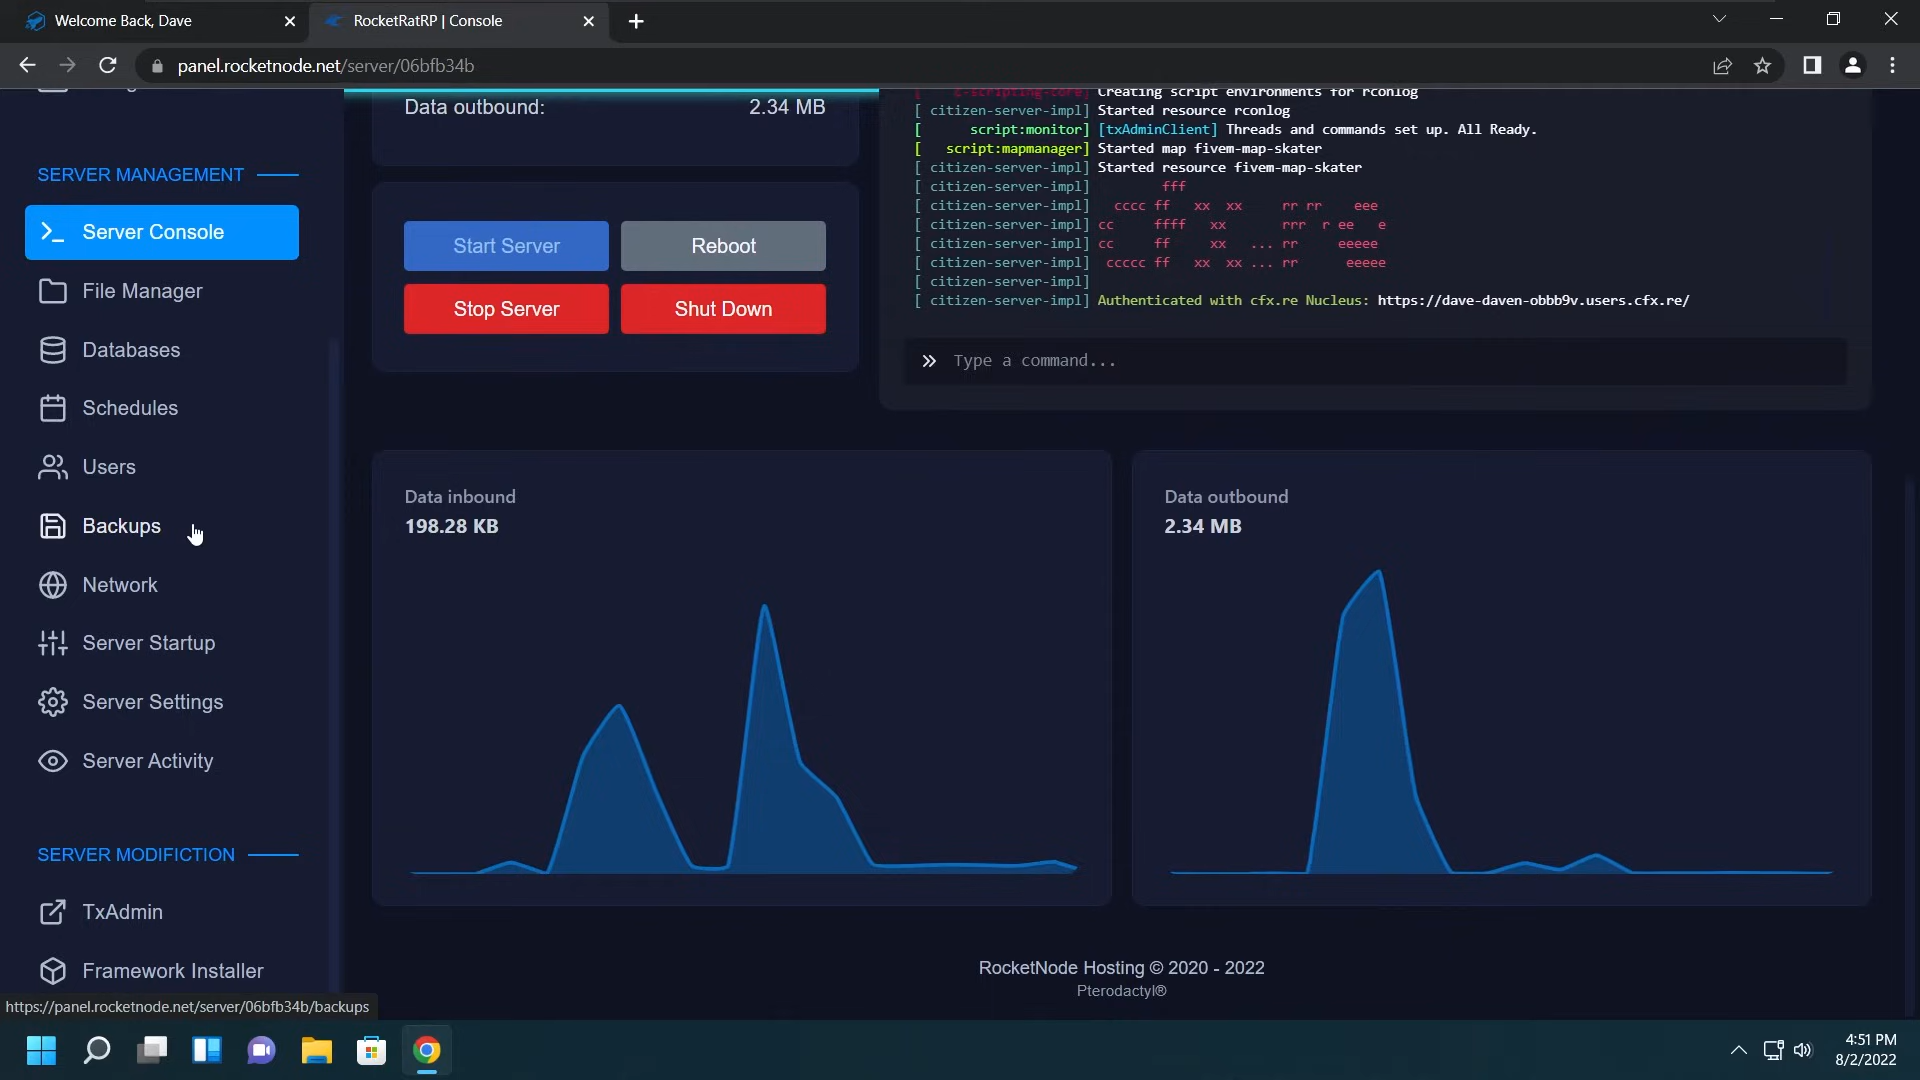 Welcome Back, Dave
RocketRatRP | Console
panel.rocketnode.net/server/06bfb34b
SERVER MANAGEMENT
Server Console
File Manager
Databases
Schedules
Users
Backups
Network
Server Startup
Server Settings
Server Activity
SERVER MODIFICTION
TxAdmin
Framework Installer
https://panel.rocketnode.net/server/06bfb34b/backups
Data outbound: 2.34 MB
Start Server Reboot
Stop Server Shut Down
[ c-scripting-core] Creating script environments for rconlog
[ citizen-server-impl] Started resource rconlog
[ script:monitor] [txAdminClient] Threads and commands set up. All Ready.
[ script:mapmanager] Started map fivem-map-skater
[ citizen-server-impl] Started resource fivem-map-skater
[ citizen-server-impl] fff
[ citizen-server-impl] cccc ff xx xx rr rr eee
[ citizen-server-impl] cc ffff xx rrr r ee e
[ citizen-server-impl] cc ff xx ... rr eeeee
[ citizen-server-impl] ccccc ff xx xx ... rr eeeee
[ citizen-server-impl]
[ citizen-server-impl] Authenticated with cfx.re Nucleus: https://dave-daven-obbb9v.users.cfx.re/
Type a command...
Data inbound
198.28 KB
Data outbound
2.34 MB
RocketNode Hosting © 2020 - 2022
Pterodactyl®
4:51 PM
8/2/2022